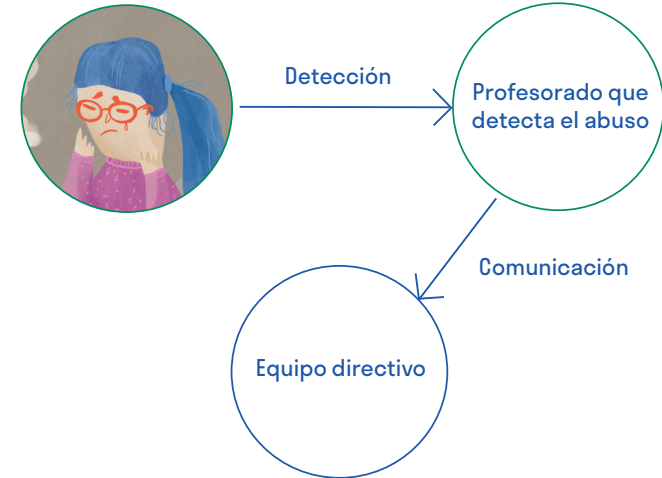 Detección
Profesorado que
detecta el abuso
Comunicación
Equipo directivo